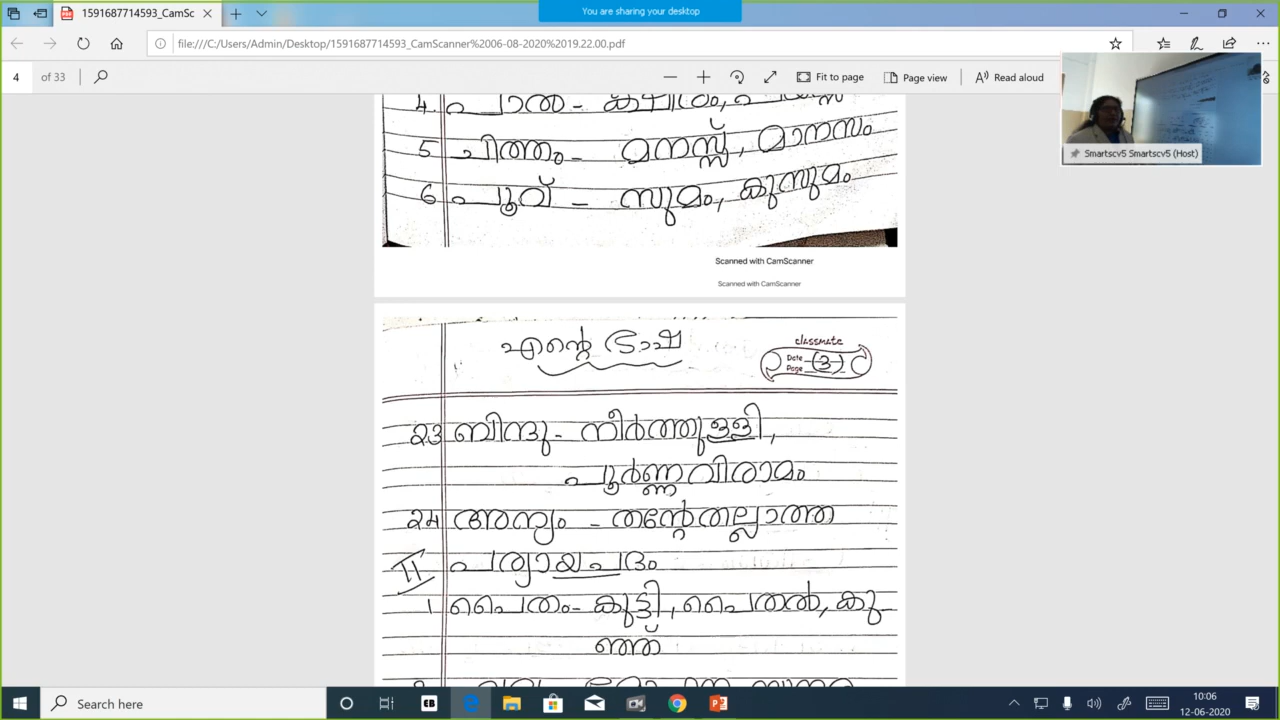 You are sharing your desktop
1591687714593_CamSc
file:///C:/Users/Admin/Desktop/1591687714593_CamScanner%2006-08-2020%2019.22.00.pdf
4 of 33
Fit to page
Page view
Read aloud
Smartscv5 Smartscv5 (Host)
5 ചിത്തം - മനസ്സ്, മാനസം
6 പൂവ് - സുമം, കുസുമം
Scanned with CamScanner
Scanned with CamScanner
എന്റെ ഭാഷ
classmate
Date
Page (3)
23 ബിന്ദു - നീർത്തുള്ളി,
പൂർണ്ണവിരാമം
24 അന്യം - തന്റേതല്ലാത്ത
II പര്യായപദം
1 പൈതം - കുട്ടി, പൈതൽ, കു-
ഞ്ഞ്
Search here
10:06
12-06-2020